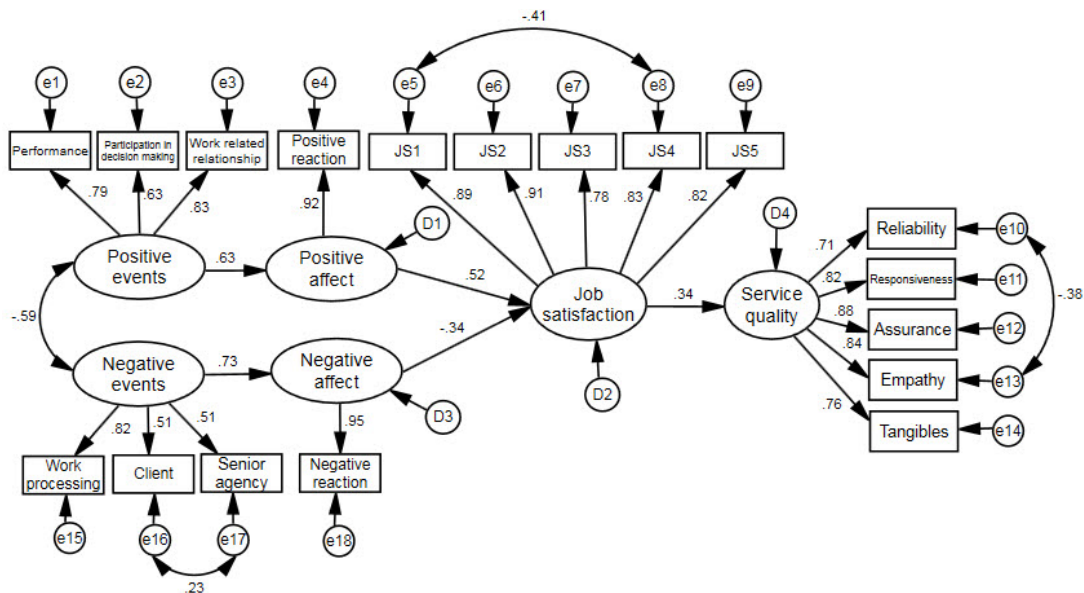 -.41
e1
e2
e3
e4
e5
e6
e7
e8
e9
Performance
Participation in
decision making
Work related
relationship
Positive
reaction
JS1
JS2
JS3
JS4
JS5
.79
.63
.83
.92
.89
.91
.78
.83
.82
D1
D4
Positive
events
.63
Positive
affect
.52
Job
satisfaction
.34
Service
quality
.71
.82
.88
.84
.76
Reliability
Responsiveness
Assurance
Empathy
Tangibles
e10
e11
e12
e13
e14
-.38
-.59
Negative
events
.73
Negative
affect
-.34
D3
D2
.82
.51
.51
.95
Work
processing
Client
Senior
agency
Negative
reaction
e15
e16
e17
e18
.23